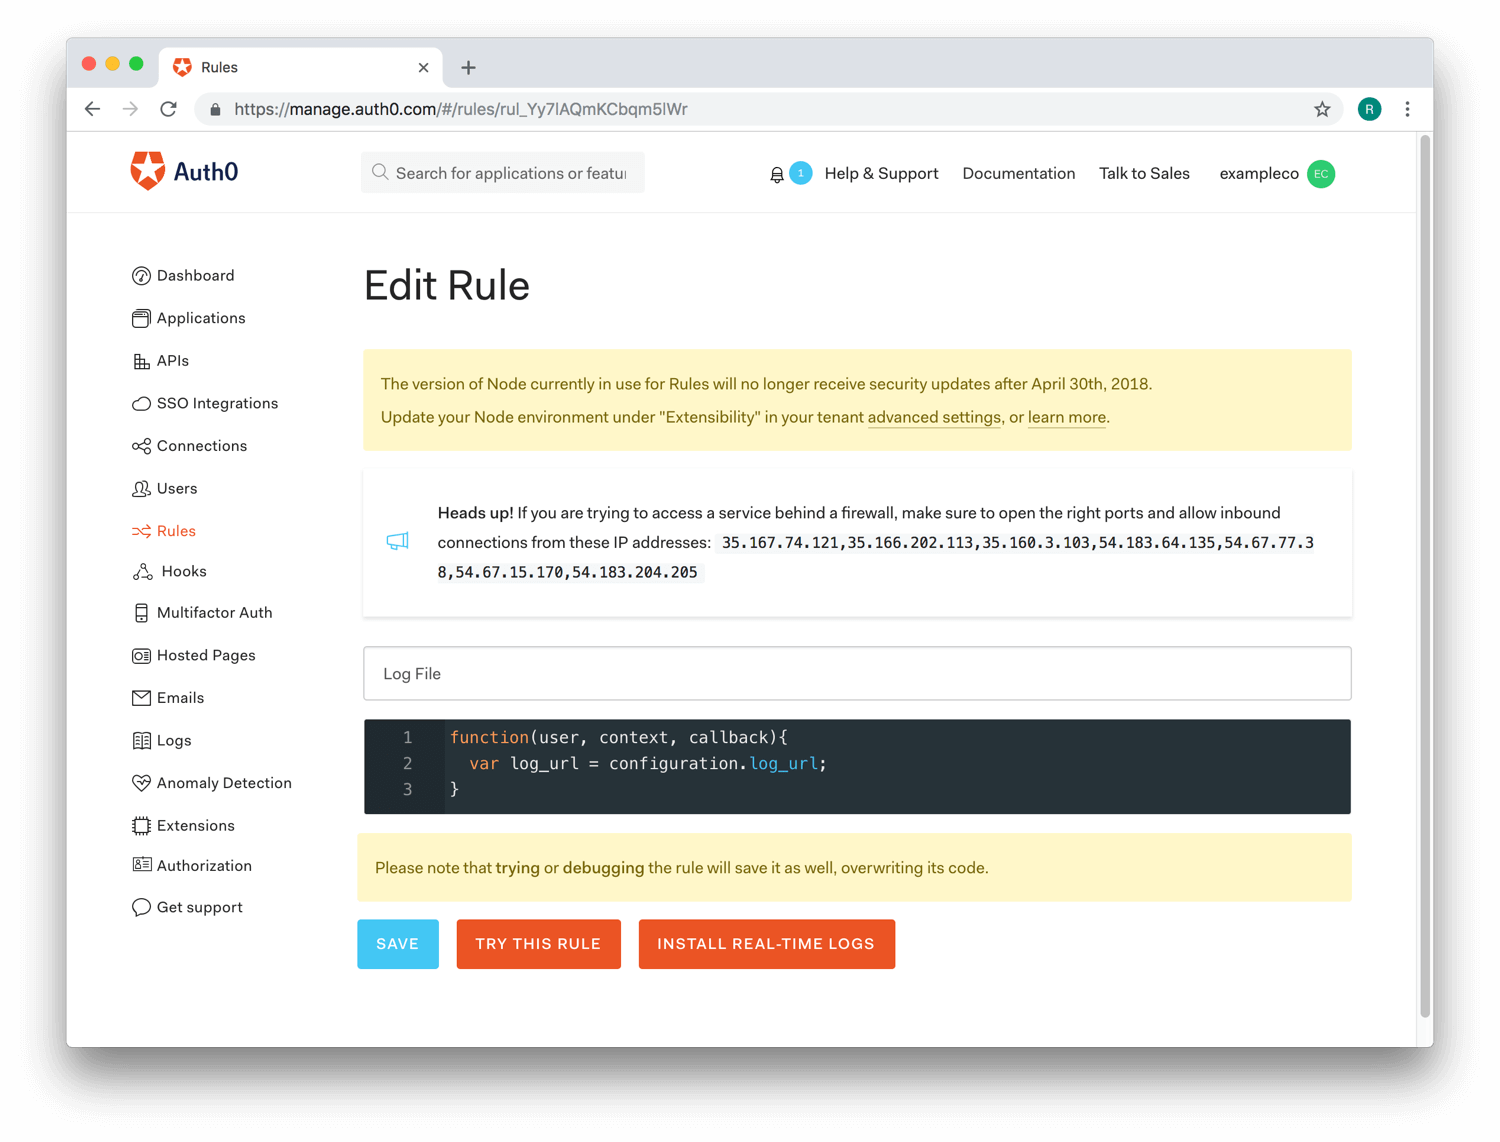 Rules
https://manage.auth0.com/#/rules/rul_Yy7lAQmKCbqm5lWr
R
Auth0
Search for applications or featu
1
Help & Support
Documentation
Talk to Sales
exampleco
EC
Dashboard
Applications
APIs
SSO Integrations
Connections
Users
Rules
Hooks
Multifactor Auth
Hosted Pages
Emails
Logs
Anomaly Detection
Extensions
Authorization
Get support
Edit Rule
The version of Node currently in use for Rules will no longer receive security updates after April 30th, 2018.
Update your Node environment under "Extensibility" in your tenant advanced settings, or learn more.
Heads up! If you are trying to access a service behind a firewall, make sure to open the right ports and allow inbound
connections from these IP addresses: 35.167.74.121,35.166.202.113,35.160.3.103,54.183.64.135,54.67.77.3
8,54.67.15.170,54.183.204.205
Log File
1 function(user, context, callback){
2 var log_url = configuration.log_url;
3 }
Please note that trying or debugging the rule will save it as well, overwriting its code.
SAVE
TRY THIS RULE
INSTALL REAL-TIME LOGS